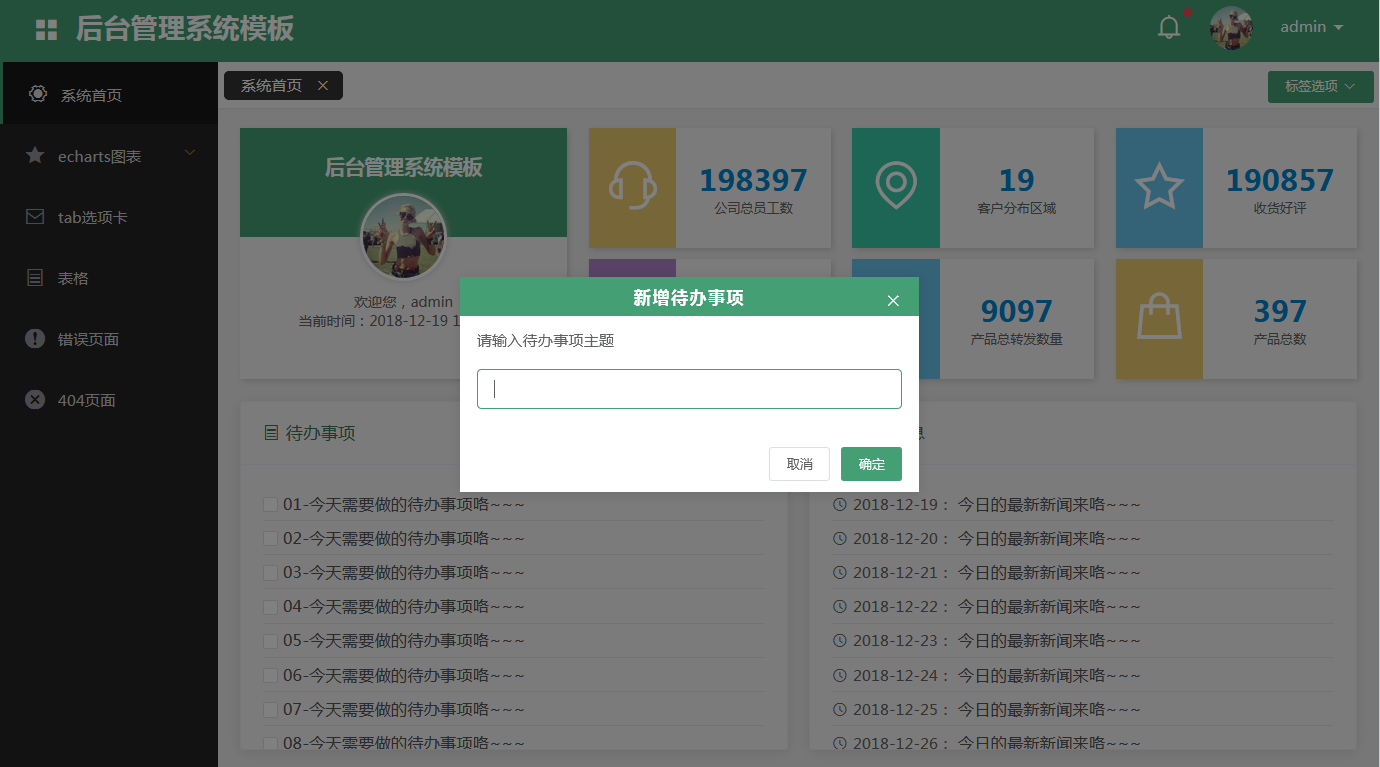 后台管理系统模板
admin
系统首页
echarts图表
tab选项卡
表格
错误页面
404页面
系统首页
标签选项
后台管理系统模板
欢迎您，admin
当前时间：2018-12-19 1
198397
公司总员工数
19
客户分布区域
190857
收货好评
9097
产品总转发数量
397
产品总数
新增待办事项
请输入待办事项主题
取消
确定
待办事项
01-今天需要做的待办事项咯~~~
02-今天需要做的待办事项咯~~~
03-今天需要做的待办事项咯~~~
04-今天需要做的待办事项咯~~~
05-今天需要做的待办事项咯~~~
06-今天需要做的待办事项咯~~~
07-今天需要做的待办事项咯~~~
08-今天需要做的待办事项咯~~~
息
2018-12-19： 今日的最新新闻来咯~~~
2018-12-20： 今日的最新新闻来咯~~~
2018-12-21： 今日的最新新闻来咯~~~
2018-12-22： 今日的最新新闻来咯~~~
2018-12-23： 今日的最新新闻来咯~~~
2018-12-24： 今日的最新新闻来咯~~~
2018-12-25： 今日的最新新闻来咯~~~
2018-12-26： 今日的最新新闻来咯~~~